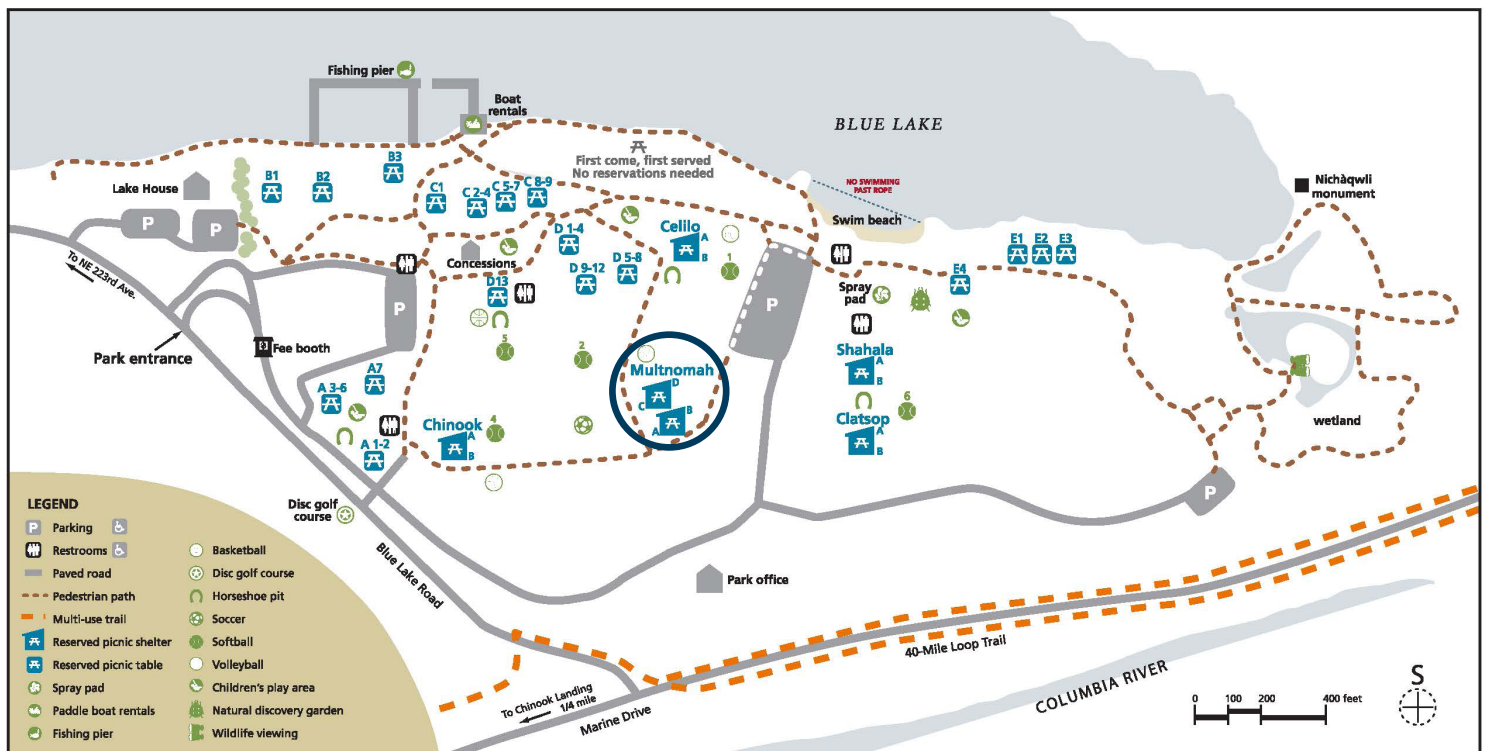 Fishing pier
Boat
rentals
BLUE LAKE
First come, first served
No reservations needed
NO SWIMMING
PAST ROPE
Swim beach
Nichàqwli
monument
Lake House
B1
B2
B3
C1
C 2-4
C 5-7
C 8-9
P
P
Concessions
D 1-4
D 9-12
D 5-8
D13
Celilo
A
B
1
E1
E2
E3
E4
To NE 223rd Ave.
Park entrance
Fee booth
P
5
2
P
Spray
pad
Multnomah
D
C
B
A
Shahala
A
B
6
Clatsop
A
B
wetland
A 3-6
A7
A 1-2
Chinook
A
B
4
P
Disc golf
course
Blue Lake Road
Park office
40-Mile Loop Trail
To Chinook Landing
1/4 mile
Marine Drive
COLUMBIA RIVER
0 100 200 400 feet
S
LEGEND
P Parking
Restrooms
Paved road
Pedestrian path
Multi-use trail
Reserved picnic shelter
Reserved picnic table
Spray pad
Paddle boat rentals
Fishing pier
Basketball
Disc golf course
Horseshoe pit
Soccer
Softball
Volleyball
Children's play area
Natural discovery garden
Wildlife viewing